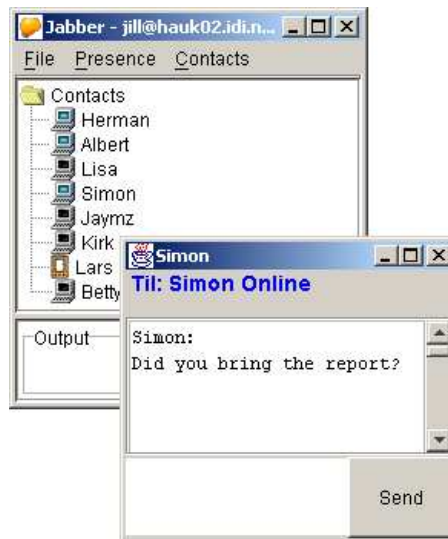 Jabber - jill@hauk02.idi.n...
File Presence Contacts
Contacts
Herman
Albert
Lisa
Simon
Jaymz
Kirk
Lars
Betty
Output
Simon
Til: Simon Online
Simon:
Did you bring the report?
Send